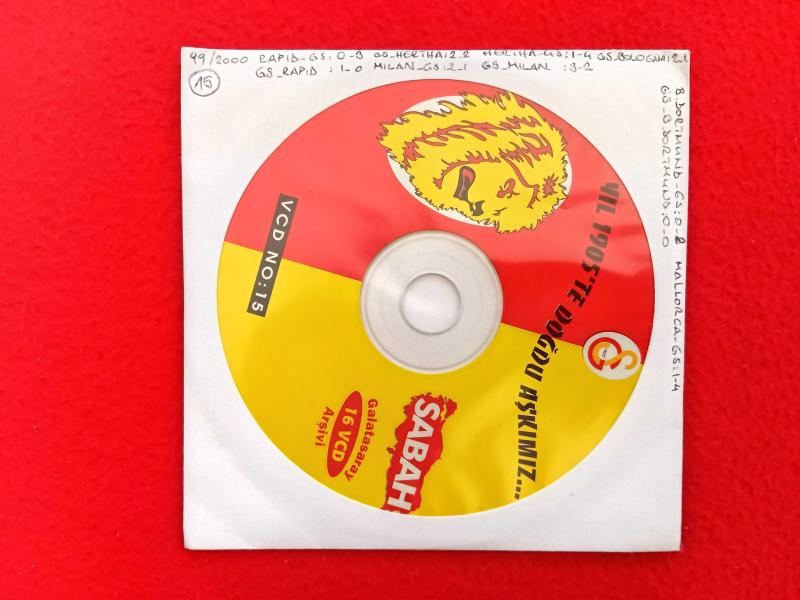 99/2000 RAPID-GS: 0-3 GS-HERTHA: 2-2 HERTHA-GS: 1-4 GS-BOLOGNA: 2-1
GS-RAPID : 1-0 MILAN-GS: 2-1 GS-MILAN : 3-2
15
B.DORTMUND-GS: 0-2 MALLORCA-GS: 1-4
GS-B.DORTMUND: 0-0
YIL 1905'TE DOĞDU AŞKIMIZ...
VCD NO: 15
SABAH
Galatasaray
16 VCD
Arşivi